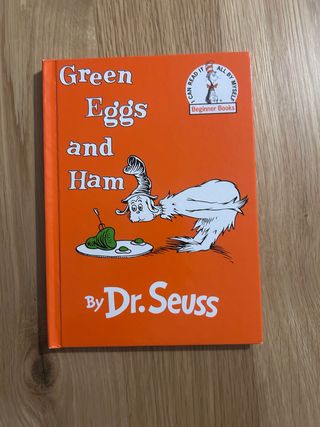 Green
Eggs
and
Ham
I CAN READ IT ALL BY MYSELF
Beginner Books
By Dr. Seuss